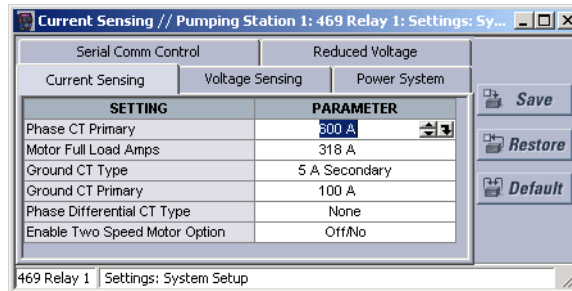 Current Sensing // Pumping Station 1: 469 Relay 1: Settings: Sy...
Serial Comm Control Reduced Voltage
Current Sensing Voltage Sensing Power System
SETTING PARAMETER
Phase CT Primary 600 A
Motor Full Load Amps 318 A
Ground CT Type 5 A Secondary
Ground CT Primary 100 A
Phase Differential CT Type None
Enable Two Speed Motor Option Off/No
Save
Restore
Default
469 Relay 1 Settings: System Setup